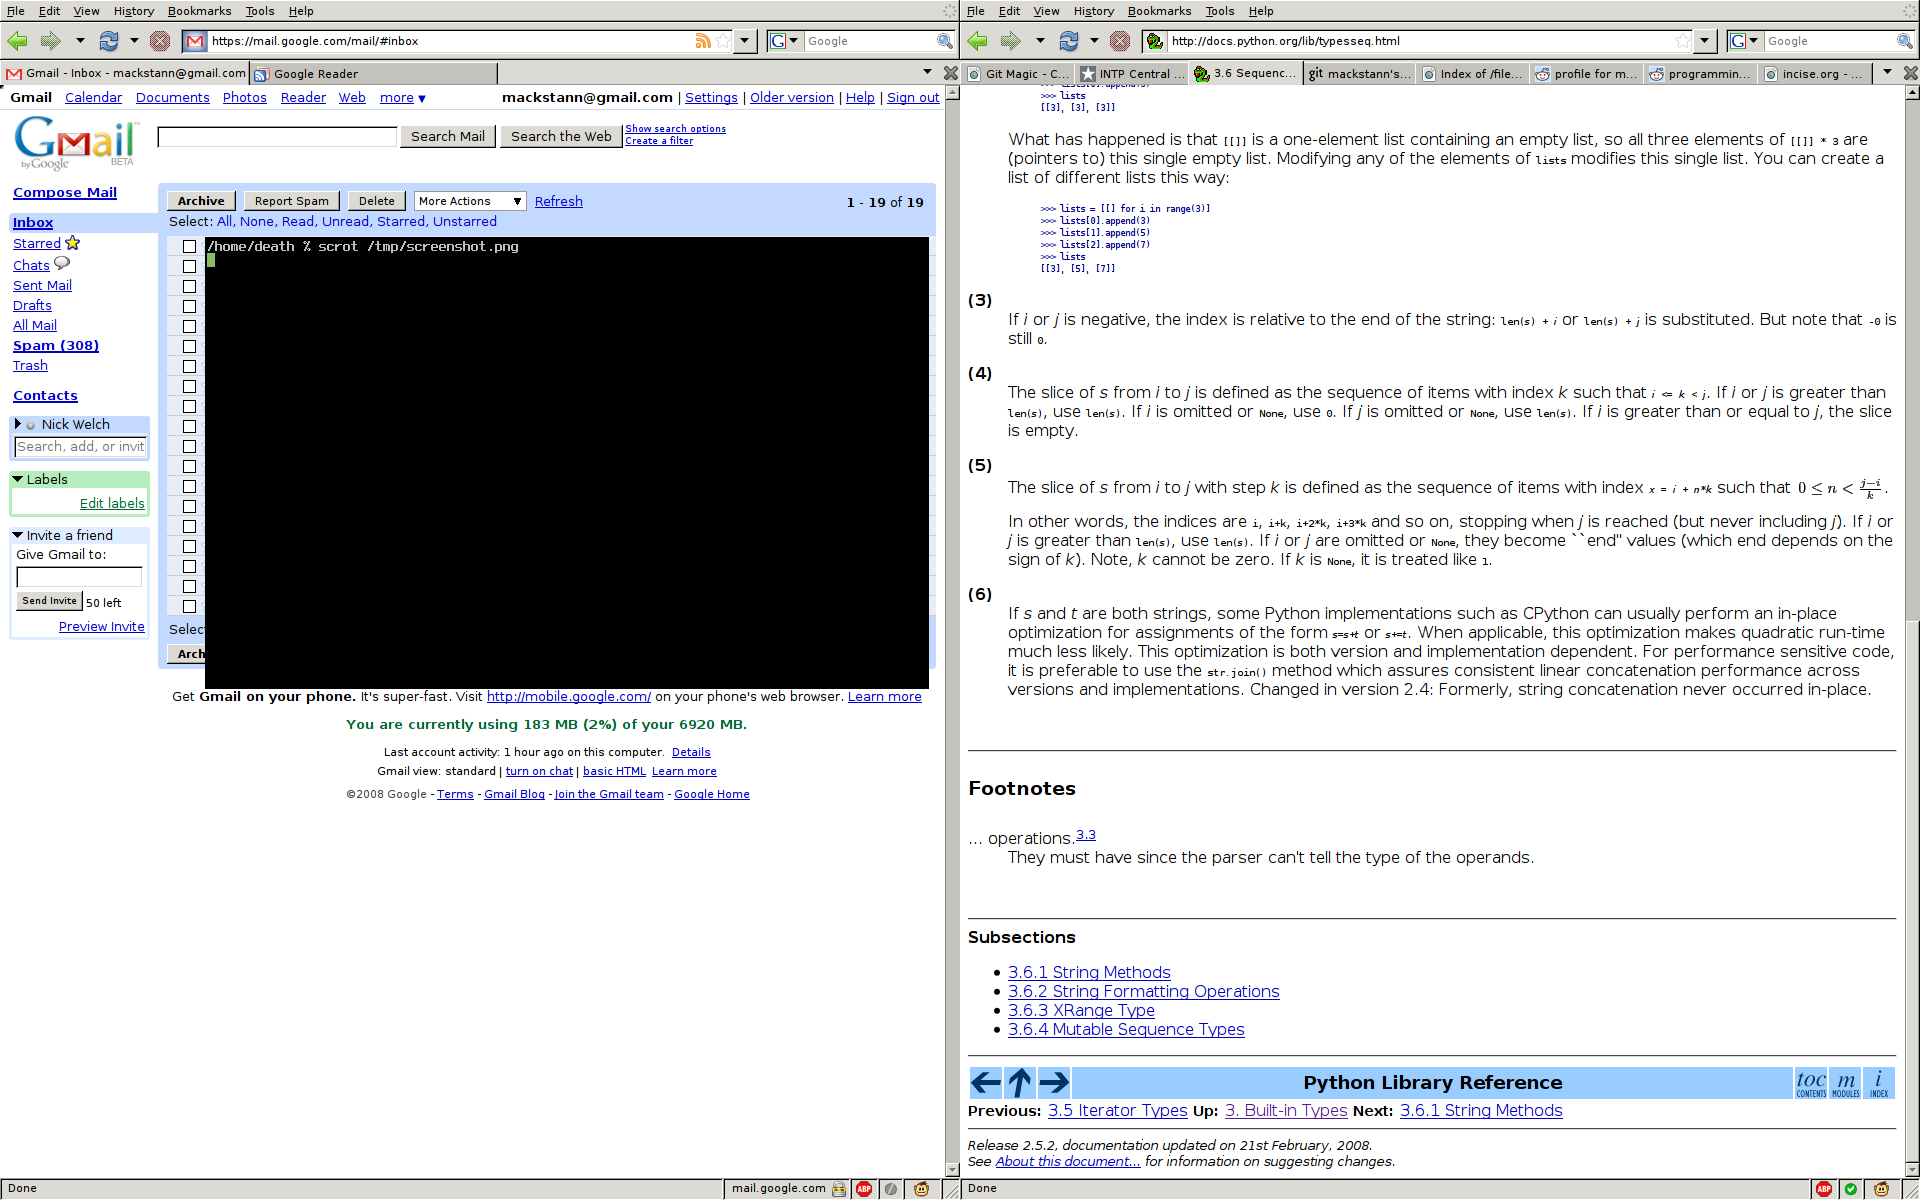 File Edit View History Bookmarks Tools Help
https://mail.google.com/mail/#inbox
Google
Gmail - Inbox - mackstann@gmail.com
Google Reader
Gmail Calendar Documents Photos Reader Web more ▼
mackstann@gmail.com | Settings | Older version | Help | Sign out
Gmail
by Google BETA
Search Mail Search the Web
Show search options
Create a filter
Compose Mail
Inbox
Starred
Chats
Sent Mail
Drafts
All Mail
Spam (308)
Trash
Contacts
Nick Welch
Search, add, or invit
Labels
Edit labels
Invite a friend
Give Gmail to:
Send Invite 50 left
Preview Invite
Archive Report Spam Delete More Actions Refresh 1 - 19 of 19
Select: All, None, Read, Unread, Starred, Unstarred
/home/death % scrot /tmp/screenshot.png
Selec
Arch
Get Gmail on your phone. It's super-fast. Visit http://mobile.google.com/ on your phone's web browser. Learn more
You are currently using 183 MB (2%) of your 6920 MB.
Last account activity: 1 hour ago on this computer. Details
Gmail view: standard | turn on chat | basic HTML Learn more
©2008 Google - Terms - Gmail Blog - Join the Gmail team - Google Home
Done
mail.google.com
ABP
File Edit View History Bookmarks Tools Help
http://docs.python.org/lib/typesseq.html
Google
Git Magic - C...
INTP Central ...
3.6 Sequenc...
git mackstann's...
Index of /file...
profile for m...
programmin...
incise.org - ...
>>> lists
[[3], [3], [3]]
What has happened is that [[]] is a one-element list containing an empty list, so all three elements of [[]] * 3 are
(pointers to) this single empty list. Modifying any of the elements of lists modifies this single list. You can create a
list of different lists this way:
>>> lists = [[] for i in range(3)]
>>> lists[0].append(3)
>>> lists[1].append(5)
>>> lists[2].append(7)
>>> lists
[[3], [5], [7]]
(3)
If i or j is negative, the index is relative to the end of the string: len(s) + i or len(s) + j is substituted. But note that -0 is
still 0.
(4)
The slice of s from i to j is defined as the sequence of items with index k such that i <= k < j. If i or j is greater than
len(s), use len(s). If i is omitted or None, use 0. If j is omitted or None, use len(s). If i is greater than or equal to j, the slice
is empty.
(5)
The slice of s from i to j with step k is defined as the sequence of items with index x = i + n*k such that 0 ≤ n < (j−i)/k .
In other words, the indices are i, i+k, i+2*k, i+3*k and so on, stopping when j is reached (but never including j). If i or
j is greater than len(s), use len(s). If i or j are omitted or None, they become ``end'' values (which end depends on the
sign of k). Note, k cannot be zero. If k is None, it is treated like 1.
(6)
If s and t are both strings, some Python implementations such as CPython can usually perform an in-place
optimization for assignments of the form s=s+t or s+=t. When applicable, this optimization makes quadratic run-time
much less likely. This optimization is both version and implementation dependent. For performance sensitive code,
it is preferable to use the str.join() method which assures consistent linear concatenation performance across
versions and implementations. Changed in version 2.4: Formerly, string concatenation never occurred in-place.
Footnotes
... operations.3.3
They must have since the parser can't tell the type of the operands.
Subsections
3.6.1 String Methods
3.6.2 String Formatting Operations
3.6.3 XRange Type
3.6.4 Mutable Sequence Types
Python Library Reference
toc CONTENTS m MODULES i INDEX
Previous: 3.5 Iterator Types Up: 3. Built-in Types Next: 3.6.1 String Methods
Release 2.5.2, documentation updated on 21st February, 2008.
See About this document... for information on suggesting changes.
Done
ABP